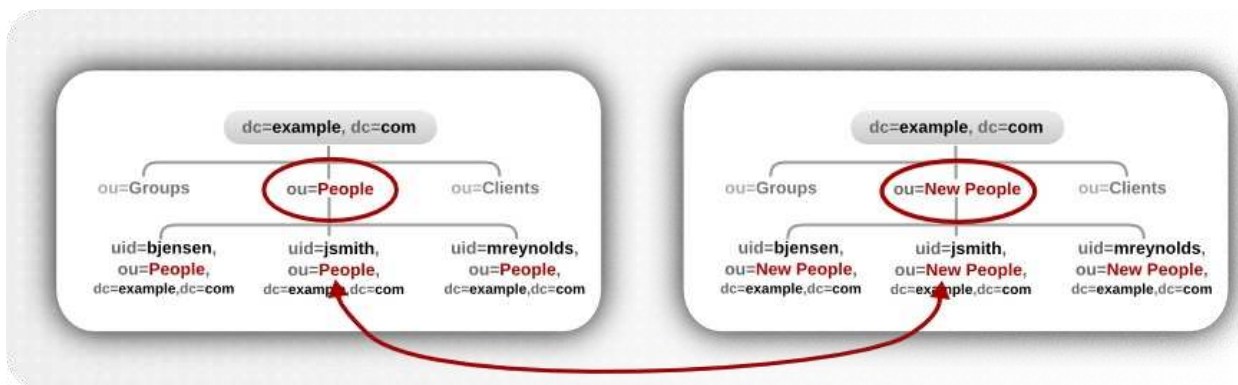 dc=example, dc=com
ou=Groups
ou=People
ou=Clients
uid=bjensen,
ou=People,
dc=example,dc=com
uid=jsmith,
ou=People,
dc=example,dc=com
uid=mreynolds,
ou=People,
dc=example,dc=com
dc=example, dc=com
ou=Groups
ou=New People
ou=Clients
uid=bjensen,
ou=New People,
dc=example,dc=com
uid=jsmith,
ou=New People,
dc=example,dc=com
uid=mreynolds,
ou=New People,
dc=example,dc=com